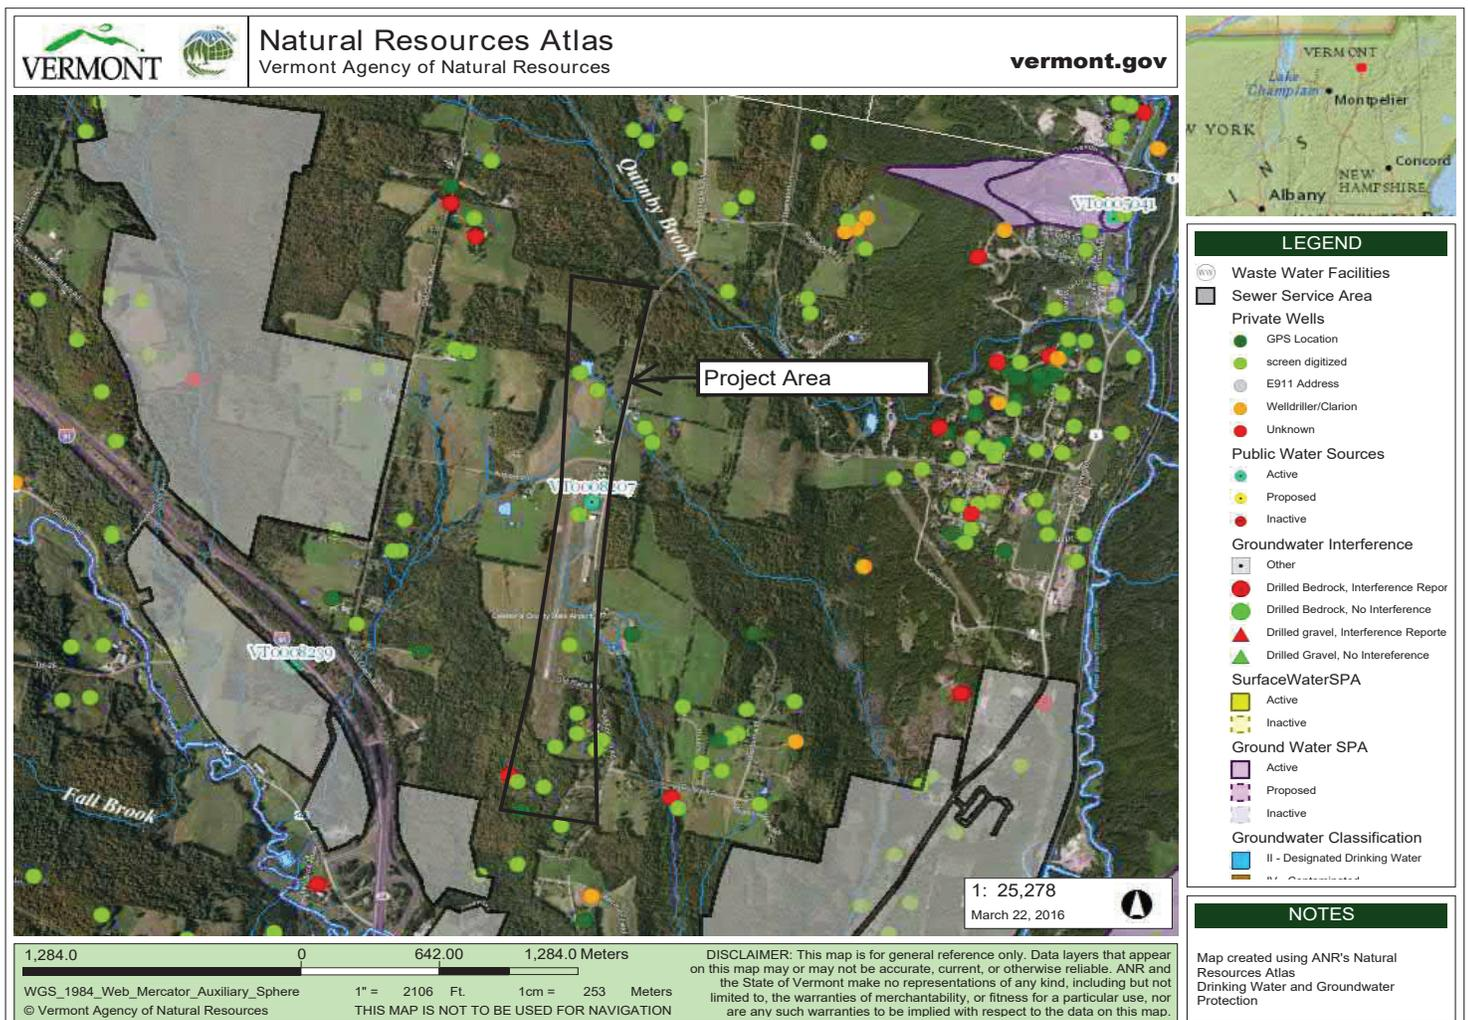 VERMONT
Natural Resources Atlas
Vermont Agency of Natural Resources
vermont.gov
VERMONT
Lake
Champlain
Montpelier
W YORK
Concord
NEW
HAMPSHIRE
Albany
Quinby Brook
VT0005041
Project Area
VT0008207
Caledonia County State Airport
VT0008239
Fall Brook
91
5
1: 25,278
March 22, 2016
LEGEND
Waste Water Facilities
Sewer Service Area
Private Wells
GPS Location
screen digitized
E911 Address
Welldriller/Clarion
Unknown
Public Water Sources
Active
Proposed
Inactive
Groundwater Interference
Other
Drilled Bedrock, Interference Repor
Drilled Bedrock, No Interference
Drilled gravel, Interference Reporte
Drilled Gravel, No Intereference
SurfaceWaterSPA
Active
Inactive
Ground Water SPA
Active
Proposed
Inactive
Groundwater Classification
II - Designated Drinking Water
NOTES
Map created using ANR's Natural
Resources Atlas
Drinking Water and Groundwater
Protection
1,284.0 0 642.00 1,284.0 Meters
WGS_1984_Web_Mercator_Auxiliary_Sphere
1" = 2106 Ft. 1cm = 253 Meters
© Vermont Agency of Natural Resources
THIS MAP IS NOT TO BE USED FOR NAVIGATION
DISCLAIMER: This map is for general reference only. Data layers that appear
on this map may or may not be accurate, current, or otherwise reliable. ANR and
the State of Vermont make no representations of any kind, including but not
limited to, the warranties of merchantability, or fitness for a particular use, nor
are any such warranties to be implied with respect to the data on this map.